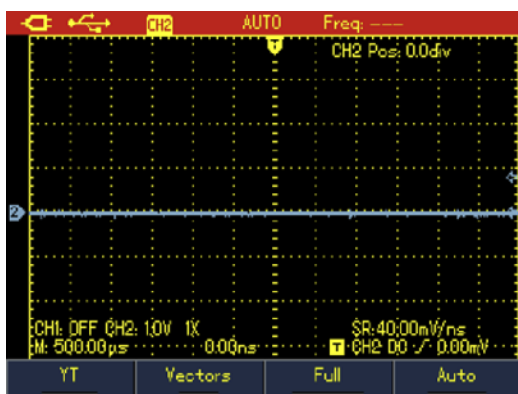 CH2 AUTO Freq: ----
T
CH2 Pos: 0.0div
2
CH1: OFF CH2: 1.0V 1X SR:40.00mV/ns
M: 500.00µs 0.00ns T CH2 DC 0.00mV
YT Vectors Full Auto